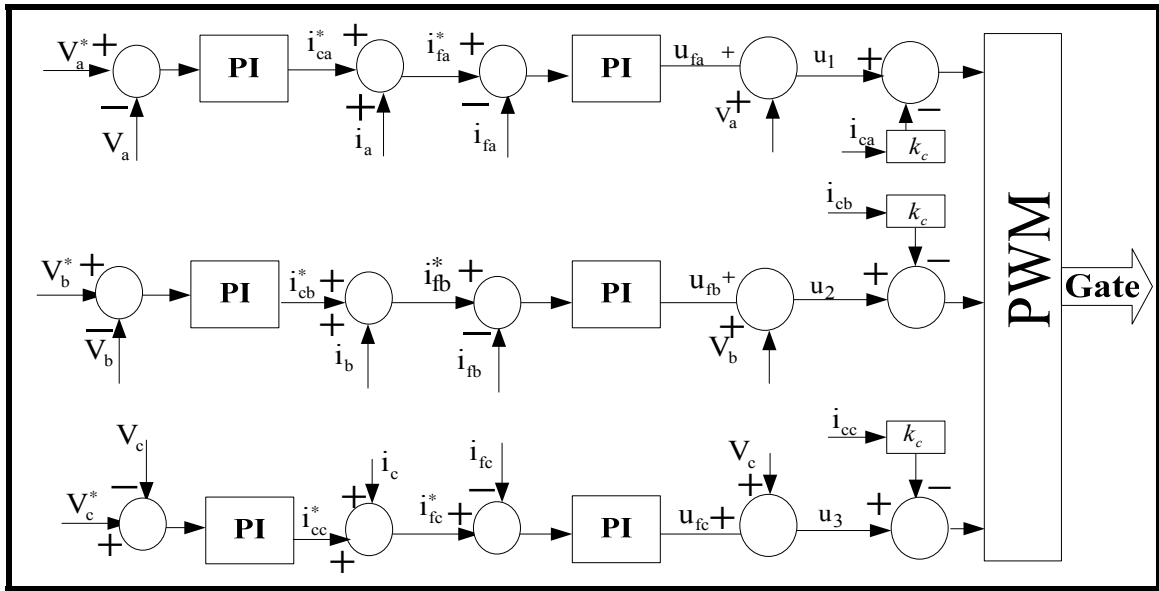 V*a + − Va PI i*ca + + ia i*fa + − ifa PI ufa + Va + u1 + − ica kc
V*b + − Vb PI i*cb + + ib i*fb + − ifb PI ufb + Vb + u2 + − icb kc
V*c + − Vc PI i*cc + + ic i*fc + − ifc PI ufc + Vc + u3 + − icc kc
PWM
Gate